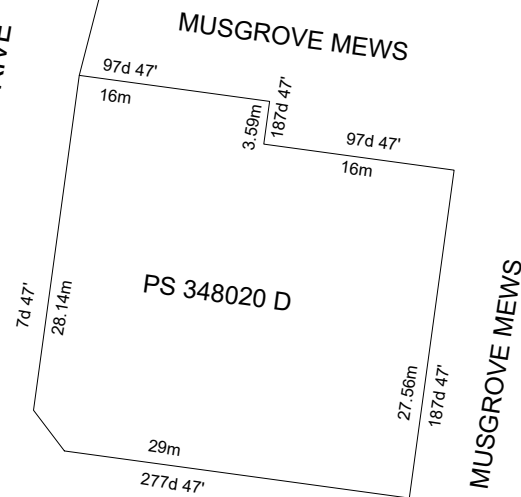 MUSGROVE MEWS
97d 47'
16m
3.59m
187d 47'
97d 47'
16m
PS 348020 D
7d 47'
28.14m
27.56m
187d 47'
MUSGROVE MEWS
29m
277d 47'